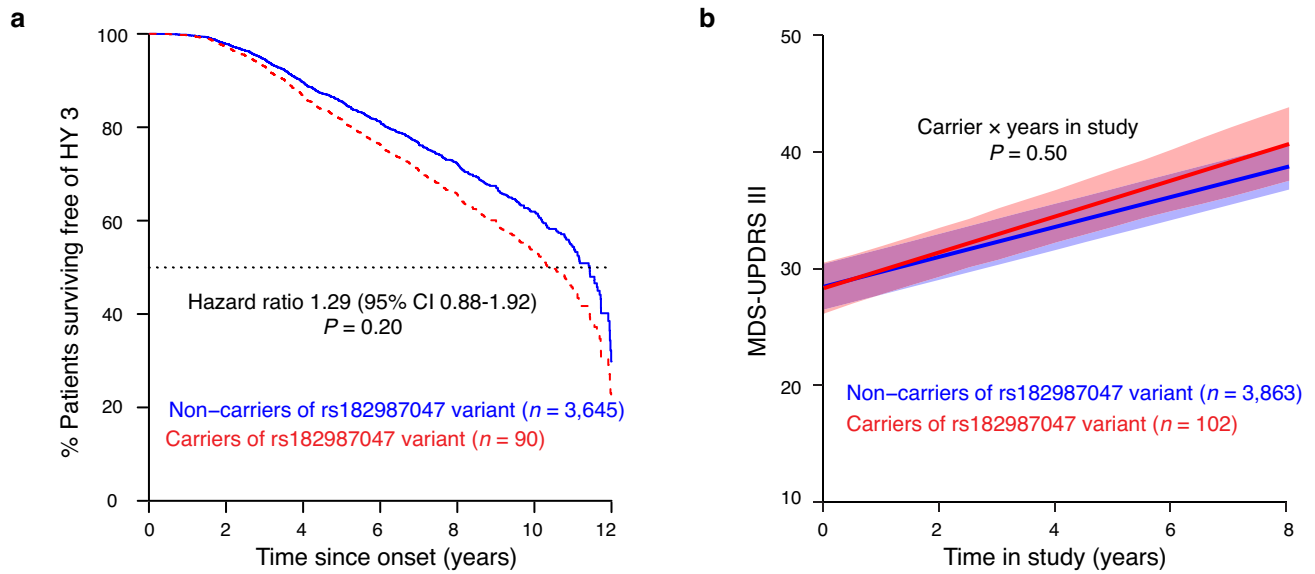 a
% Patients surviving free of HY 3
100
80
60
40
20
0
Hazard ratio 1.29 (95% CI 0.88-1.92)
P = 0.20
Non−carriers of rs182987047 variant (n = 3,645)
Carriers of rs182987047 variant (n = 90)
0 2 4 6 8 10 12
Time since onset (years)
b
MDS-UPDRS III
50
40
30
20
10
Carrier × years in study
P = 0.50
Non−carriers of rs182987047 variant (n = 3,863)
Carriers of rs182987047 variant (n = 102)
0 2 4 6 8
Time in study (years)